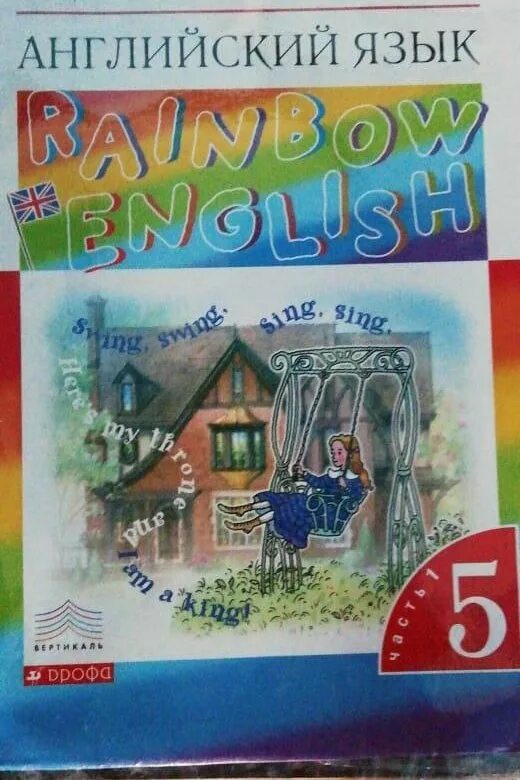 АНГЛИЙСКИЙ ЯЗЫК
RAINBOW
ENGLISH
Swing, swing,
sing, sing,
Here's my throne
and
I am a king!
часть 1
5
ВЕРТИКАЛЬ
ДРОФА